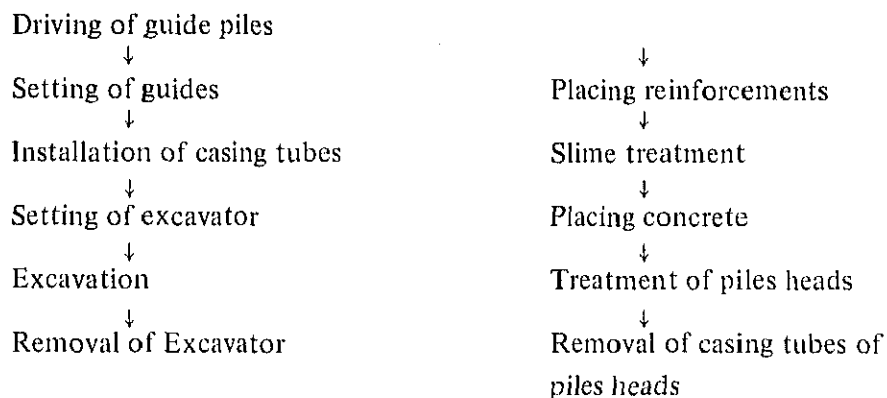 Driving of guide piles
↓
Setting of guides
↓
Installation of casing tubes
↓
Setting of excavator
↓
Excavation
↓
Removal of Excavator
↓
Placing reinforcements
↓
Slime treatment
↓
Placing concrete
↓
Treatment of piles heads
↓
Removal of casing tubes of
piles heads